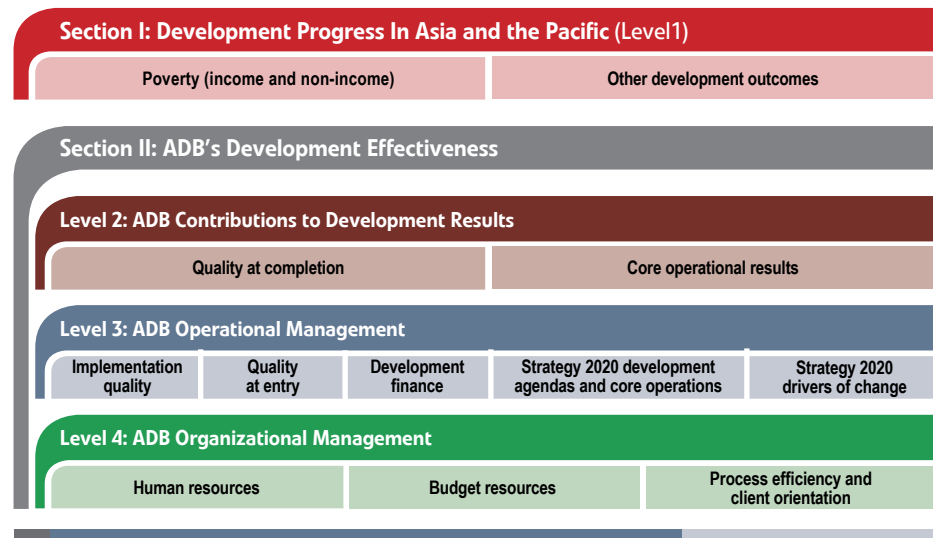 Section I: Development Progress In Asia and the Pacific (Level1)
Poverty (income and non-income)
Other development outcomes
Section II: ADB's Development Effectiveness
Level 2: ADB Contributions to Development Results
Quality at completion
Core operational results
Level 3: ADB Operational Management
Implementation
quality
Quality
at entry
Development
finance
Strategy 2020 development
agendas and core operations
Strategy 2020
drivers of change
Level 4: ADB Organizational Management
Human resources
Budget resources
Process efficiency and
client orientation